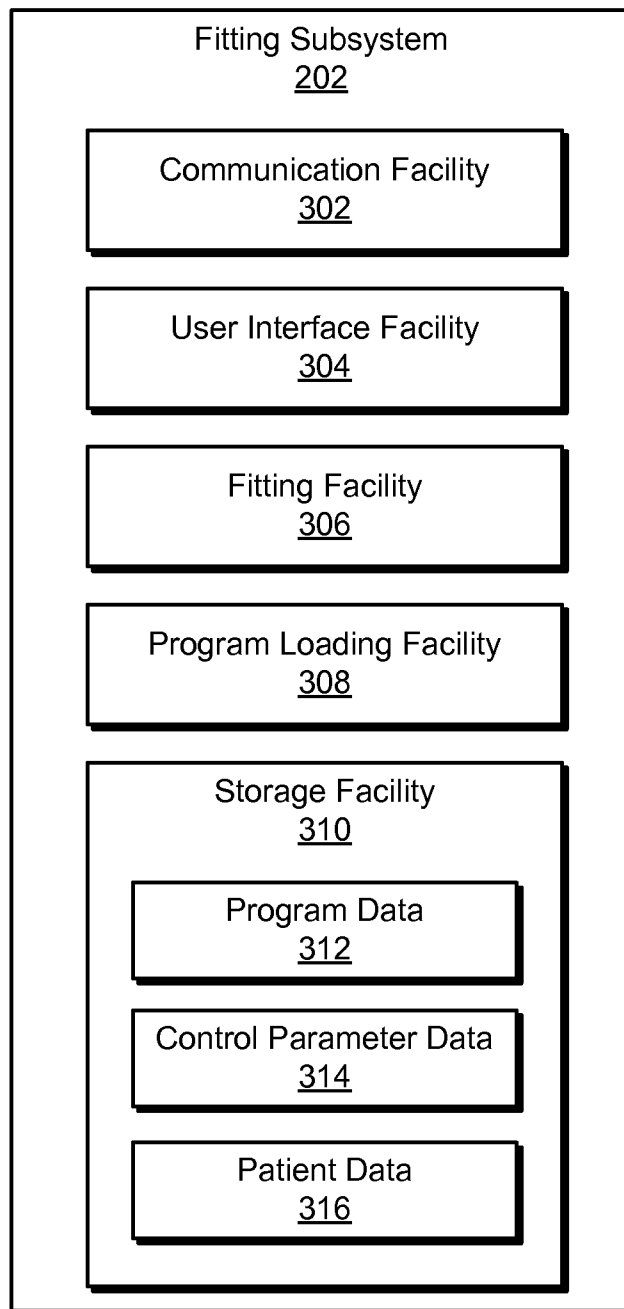 Fitting Subsystem
202
Communication Facility
302
User Interface Facility
304
Fitting Facility
306
Program Loading Facility
308
Storage Facility
310
Program Data
312
Control Parameter Data
314
Patient Data
316